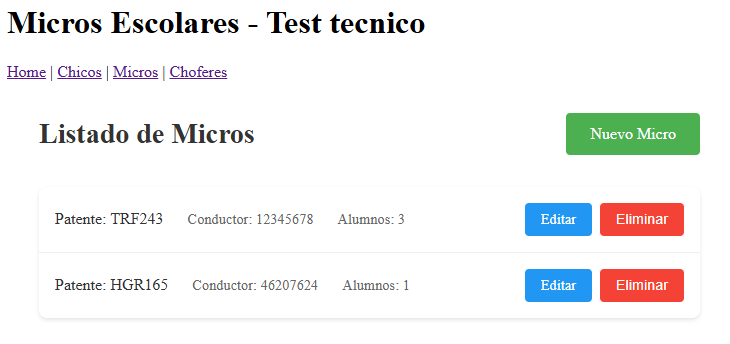 Micros Escolares - Test tecnico
Home | Chicos | Micros | Choferes
Listado de Micros
Nuevo Micro
Patente: TRF243 Conductor: 12345678 Alumnos: 3 Editar Eliminar
Patente: HGR165 Conductor: 46207624 Alumnos: 1 Editar Eliminar